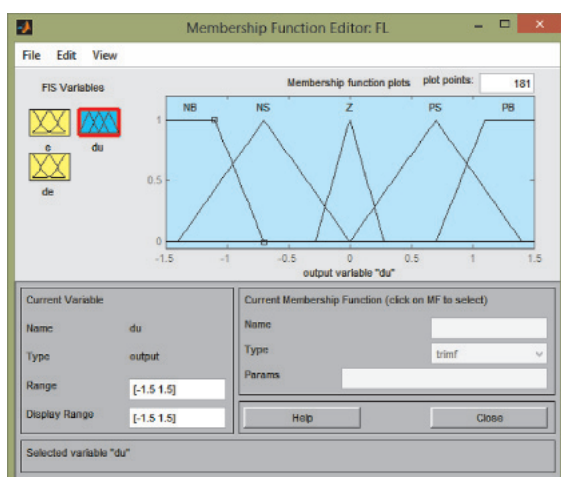 Membership Function Editor: FL
File Edit View
FIS Variables
e
du
de
Membership function plots plot points: 181
NB NS Z PS PB
1
0.5
0
-1.5 -1 -0.5 0 0.5 1 1.5
output variable "du"
Current Variable
Name du
Type output
Range [-1.5 1.5]
Display Range [-1.5 1.5]
Current Membership Function (click on MF to select)
Name
Type trimf
Params
Help Close
Selected variable "du"